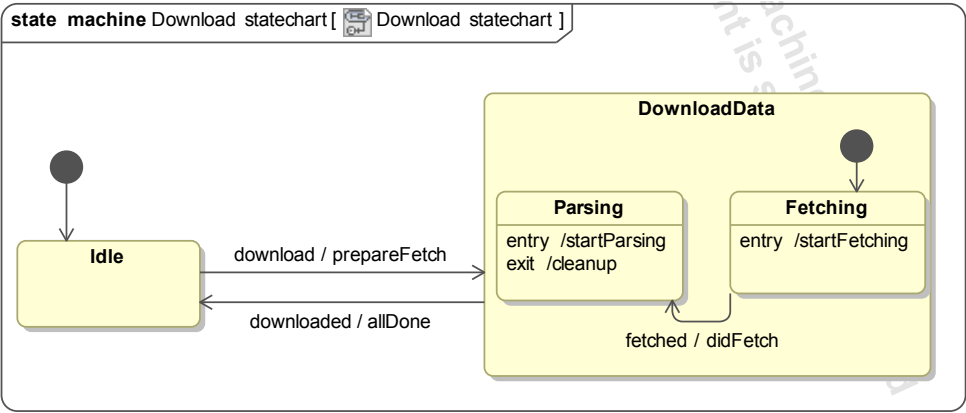 state machine Download statechart [ Download statechart ]
DownloadData
Parsing
entry /startParsing
exit /cleanup
Fetching
entry /startFetching
Idle
download / prepareFetch
downloaded / allDone
fetched / didFetch